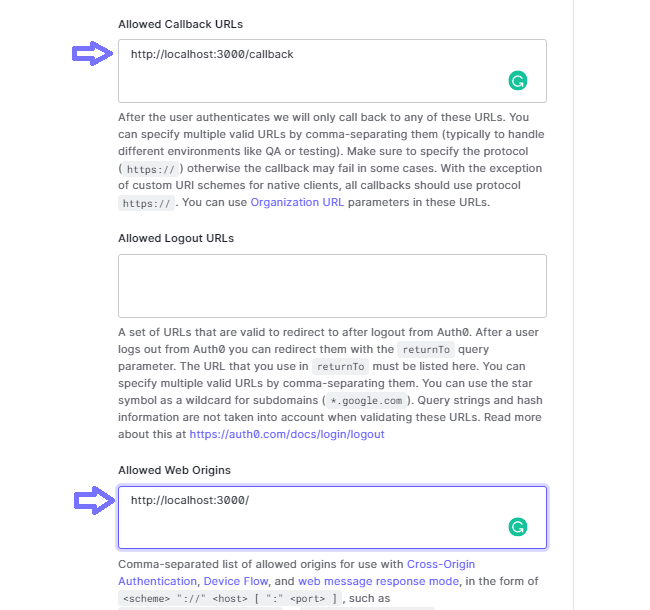 Allowed Callback URLs
http://localhost:3000/callback
After the user authenticates we will only call back to any of these URLs. You
can specify multiple valid URLs by comma-separating them (typically to handle
different environments like QA or testing). Make sure to specify the protocol
( https:// ) otherwise the callback may fail in some cases. With the exception
of custom URI schemes for native clients, all callbacks should use protocol
https:// . You can use Organization URL parameters in these URLs.
Allowed Logout URLs
A set of URLs that are valid to redirect to after logout from Auth0. After a user
logs out from Auth0 you can redirect them with the returnTo query
parameter. The URL that you use in returnTo must be listed here. You can
specify multiple valid URLs by comma-separating them. You can use the star
symbol as a wildcard for subdomains ( *.google.com ). Query strings and hash
information are not taken into account when validating these URLs. Read more
about this at https://auth0.com/docs/login/logout
Allowed Web Origins
http://localhost:3000/
Comma-separated list of allowed origins for use with Cross-Origin
Authentication, Device Flow, and web message response mode, in the form of
<scheme> "://" <host> [ ":" <port> ] , such as